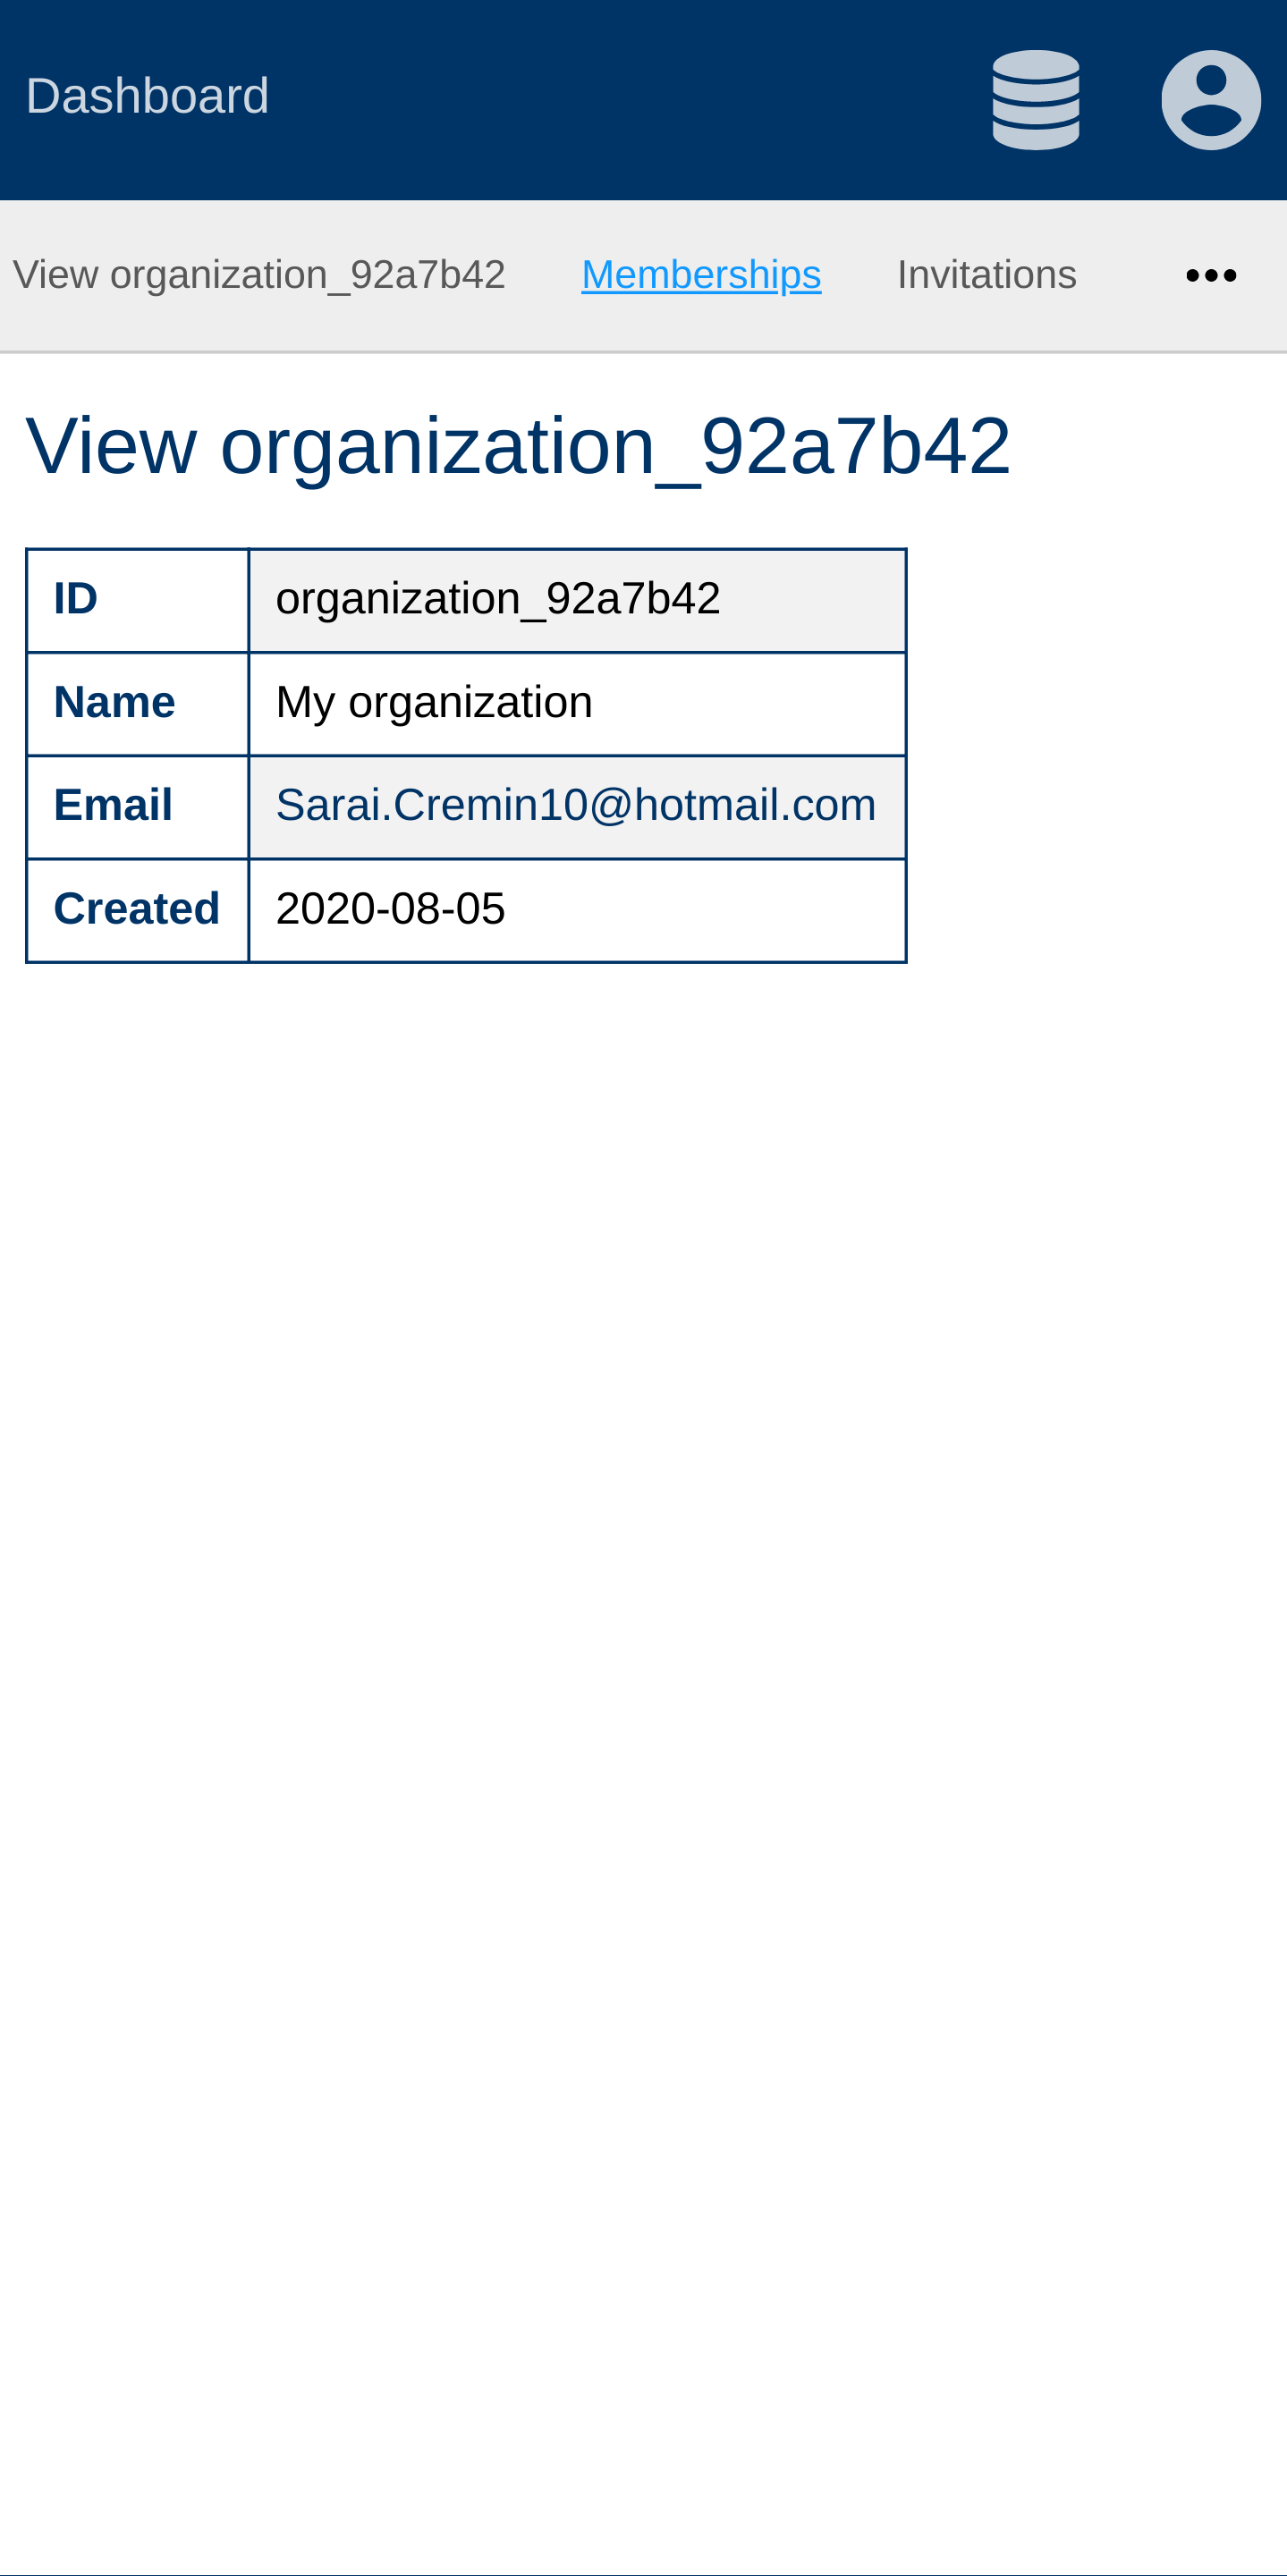 Dashboard
View organization_92a7b42 Memberships Invitations •••
View organization_92a7b42
ID organization_92a7b42
Name My organization
Email Sarai.Cremin10@hotmail.com
Created 2020-08-05